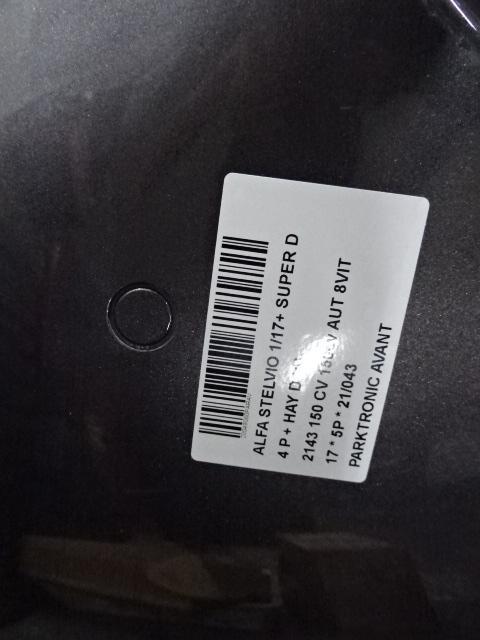 ALFA STELVIO 1/17+ SUPER D
4 P + HAY D
2143 150 CV AUT 8VIT
17 * 5P * 21/043
PARKTRONIC AVANT